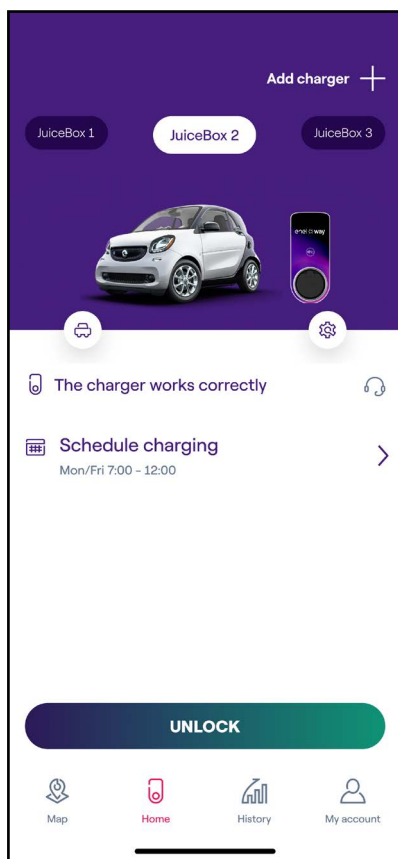 Add charger
JuiceBox 1
JuiceBox 2
JuiceBox 3
enel x way
The charger works correctly
Schedule charging
Mon/Fri 7:00 - 12:00
UNLOCK
Map
Home
History
My account